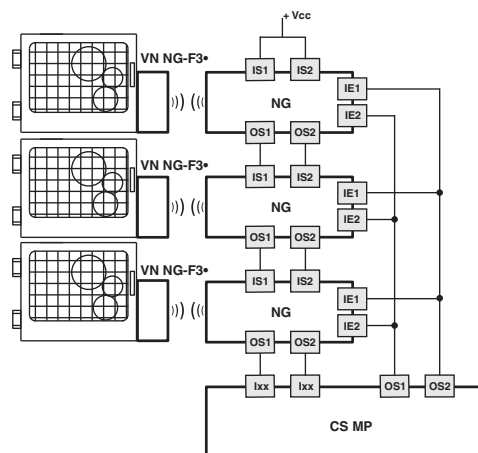 + Vcc
VN NG-F3•
IS1 IS2
IE1
NG
IE2
OS1 OS2
VN NG-F3•
IS1 IS2
IE1
NG
IE2
OS1 OS2
VN NG-F3•
IS1 IS2
IE1
NG
IE2
OS1 OS2
Ixx Ixx OS1 OS2
CS MP